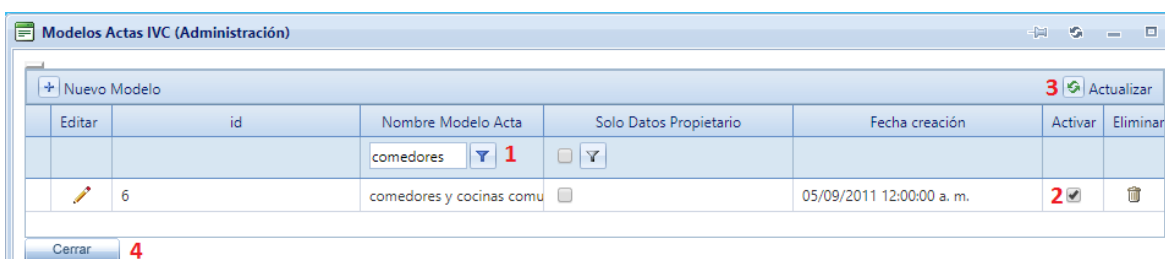 Modelos Actas IVC (Administración)
Nuevo Modelo 3 Actualizar
Editar id Nombre Modelo Acta Solo Datos Propietario Fecha creación Activar Eliminar
comedores 1
6 comedores y cocinas comu 05/09/2011 12:00:00 a. m. 2
Cerrar 4